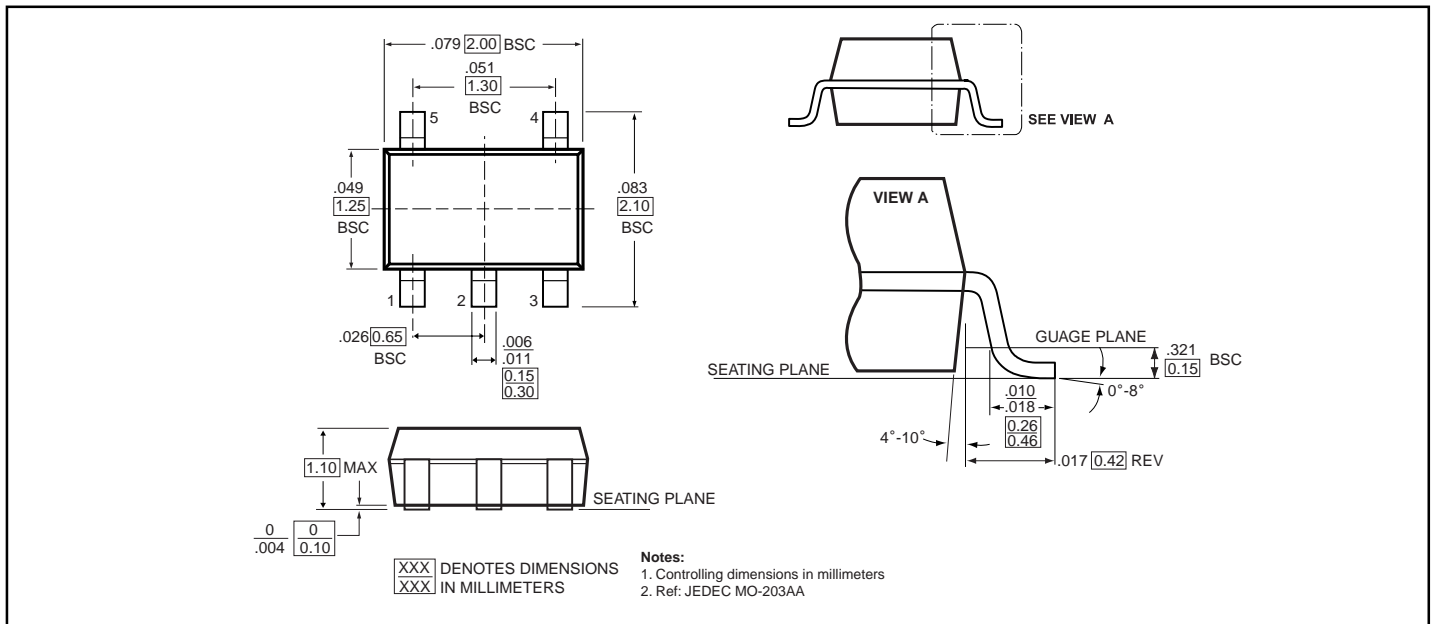 .079 2.00 BSC
.051
1.30
BSC
5 4
.049
1.25
BSC
.083
2.10
BSC
1 2 3
.026 0.65
BSC
.006
.011
0.15
0.30
1.10 MAX
SEATING PLANE
0
.004
0
0.10
XXX DENOTES DIMENSIONS
XXX IN MILLIMETERS
Notes:
1. Controlling dimensions in millimeters
2. Ref: JEDEC MO-203AA
SEE VIEW A
VIEW A
GUAGE PLANE
SEATING PLANE
.321
0.15
BSC
0°-8°
.010
.018
0.26
0.46
4°-10°
.017 0.42 REV